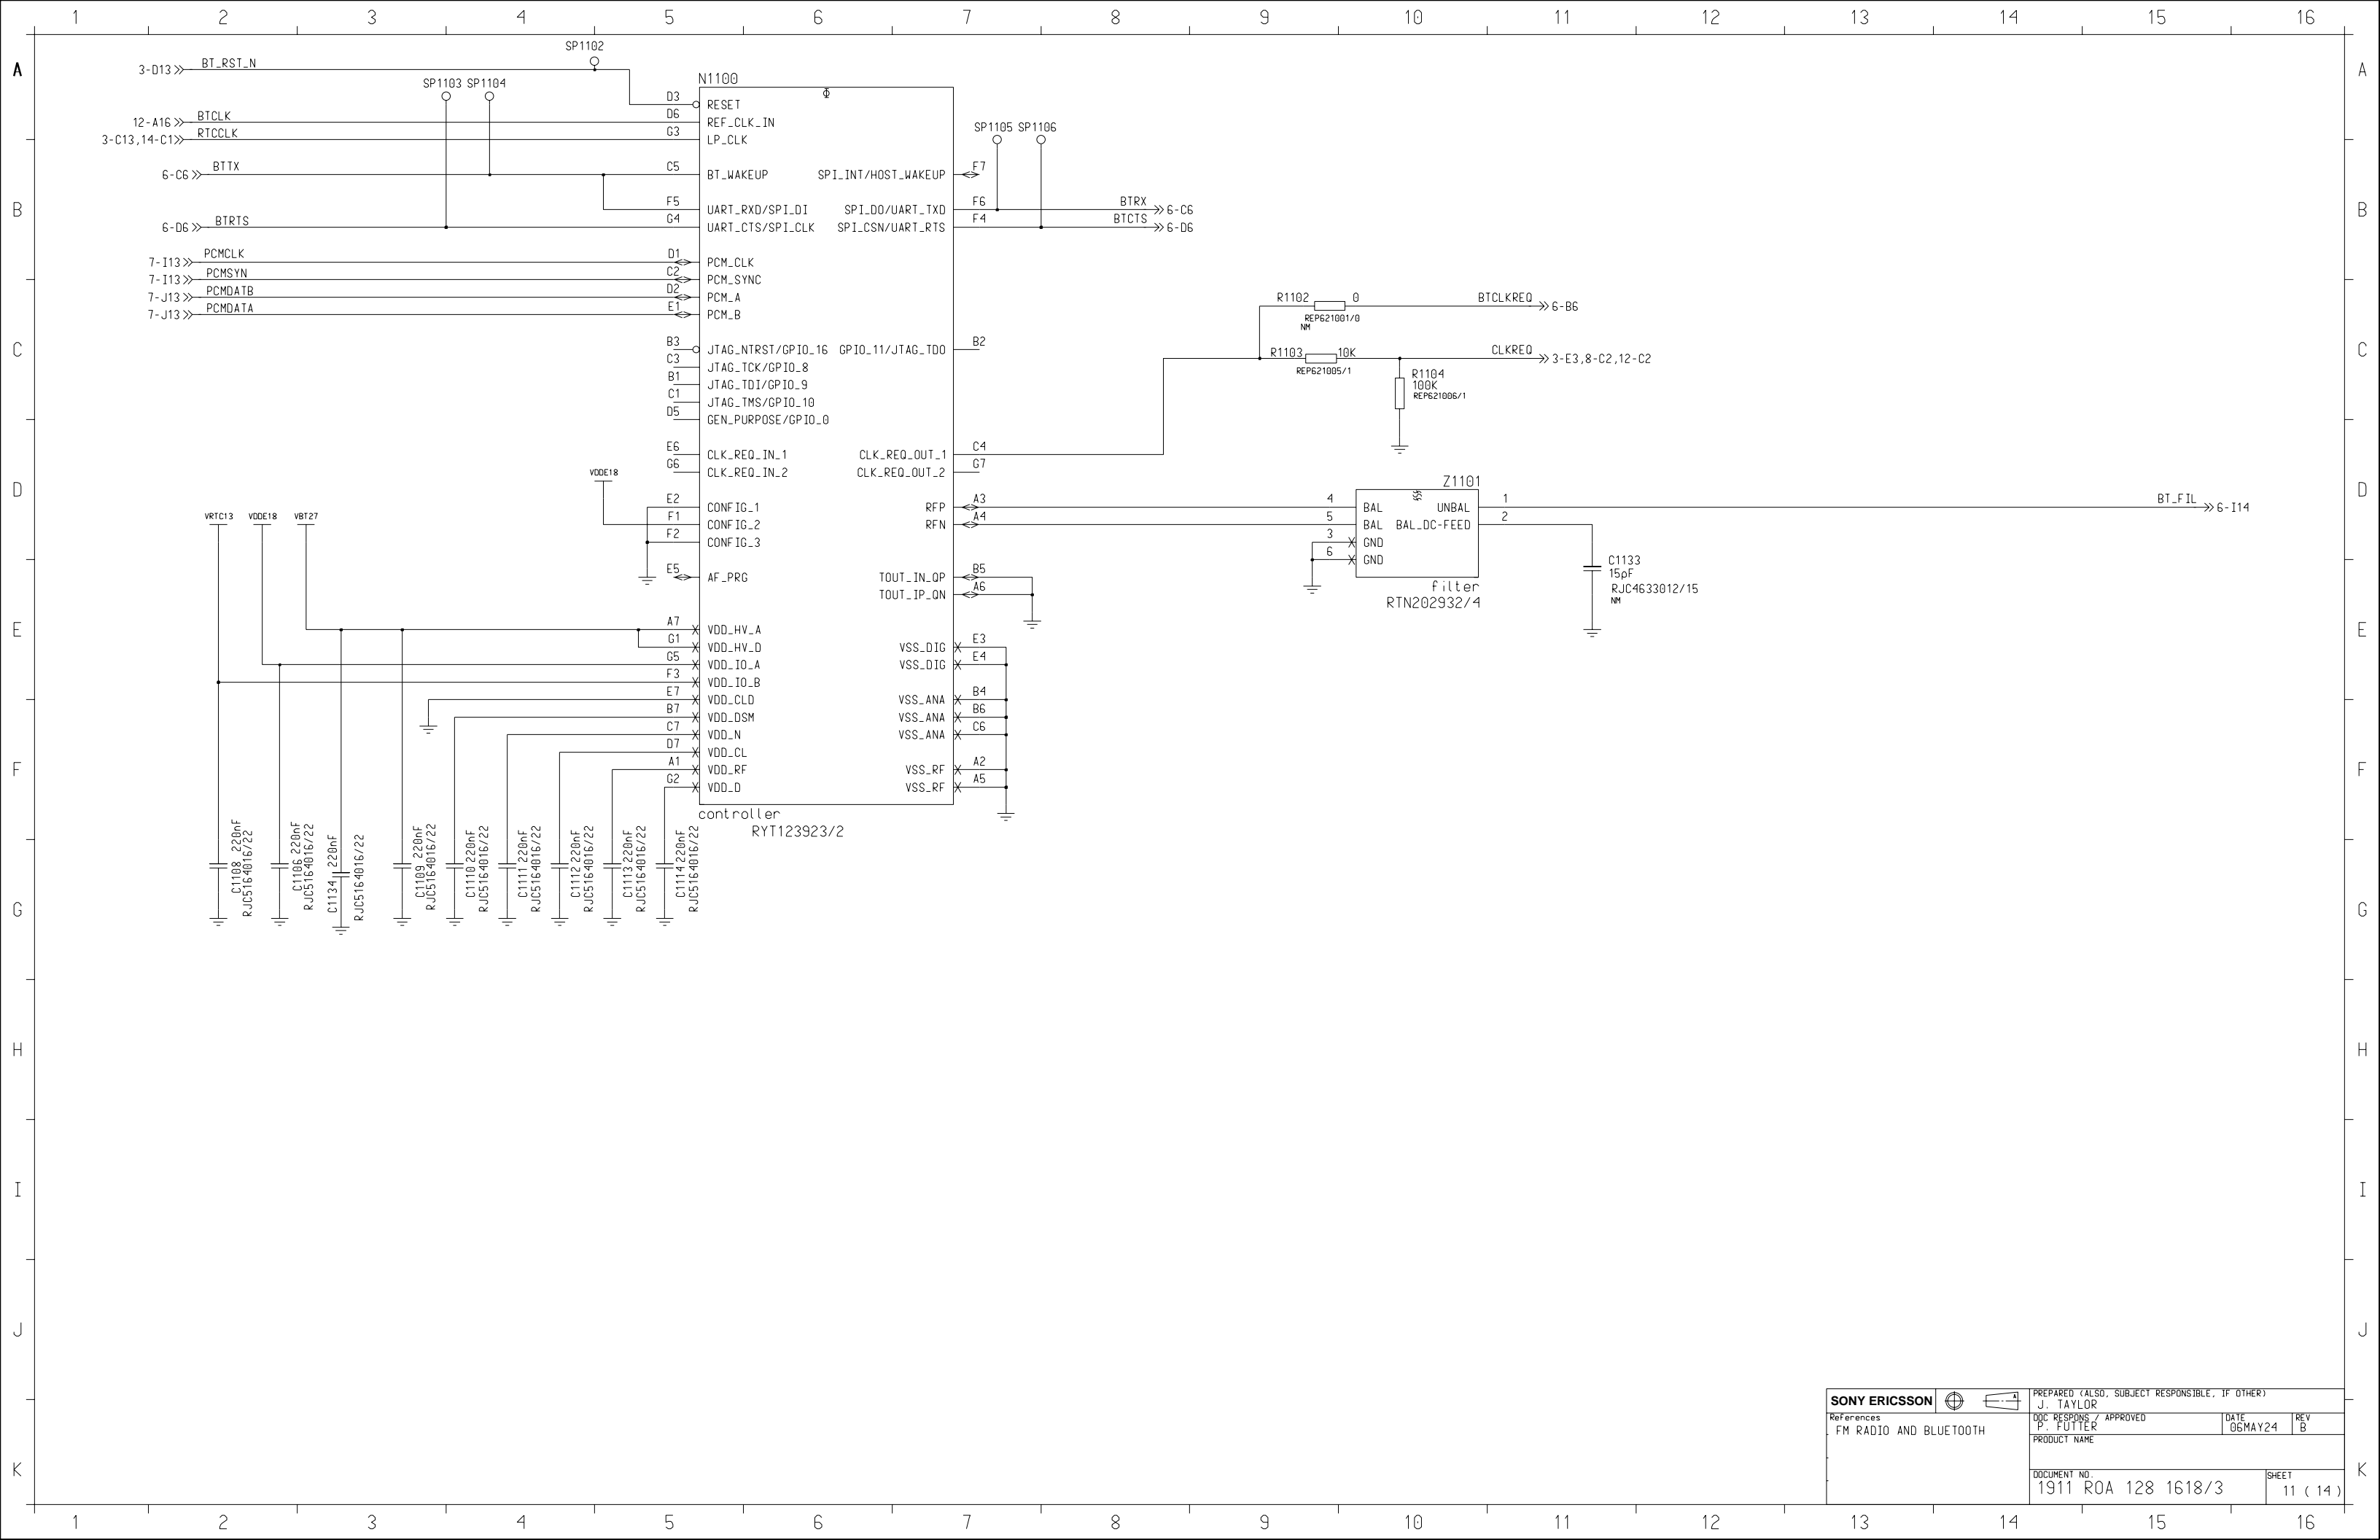 1 2 3 4 5 6 7 8 9 10 11 12 13 14 15 16
A
B
C
D
E
F
G
H
I
J
K
A
B
C
D
E
F
G
H
I
J
K
SP1102
3-D13 BT_RST_N
SP1103 SP1104
12-A16 BTCLK
3-C13,14-C1 RTCCLK
6-C6 BTTX
6-D6 BTRTS
7-I13 PCMCLK
7-I13 PCMSYN
7-J13 PCMDATB
7-J13 PCMDATA
N1100
D3 RESET
D6 REF_CLK_IN
G3 LP_CLK
C5 BT_WAKEUP
F5 UART_RXD/SPI_DI
G4 UART_CTS/SPI_CLK
D1 PCM_CLK
C2 PCM_SYNC
D2 PCM_A
E1 PCM_B
B3 JTAG_NTRST/GPIO_16
C3 JTAG_TCK/GPIO_8
B1 JTAG_TDI/GPIO_9
C1 JTAG_TMS/GPIO_10
D5 GEN_PURPOSE/GPIO_0
E6 CLK_REQ_IN_1
G6 CLK_REQ_IN_2
VDDE18
E2 CONFIG_1
F1 CONFIG_2
F2 CONFIG_3
E5 AF_PRG
VRTC13 VDDE18 VBT27
A7 VDD_HV_A
G1 VDD_HV_D
G5 VDD_IO_A
F3 VDD_IO_B
E7 VDD_CLD
B7 VDD_DSM
C7 VDD_N
D7 VDD_CL
A1 VDD_RF
G2 VDD_D
SPI_INT/HOST_WAKEUP F7
SPI_DO/UART_TXD F6
SPI_CSN/UART_RTS F4
GPIO_11/JTAG_TDO B2
CLK_REQ_OUT_1 C4
CLK_REQ_OUT_2 G7
RFP A3
RFN A4
TOUT_IN_QP B5
TOUT_IP_QN A6
VSS_DIG E3
VSS_DIG E4
VSS_ANA B4
VSS_ANA B6
VSS_ANA C6
VSS_RF A2
VSS_RF A5
controller
RYT123923/2
SP1105 SP1106
BTRX 6-C6
BTCTS 6-D6
R1102 0
REP621001/0
NM
BTCLKREQ 6-B6
R1103 10K
REP621005/1
CLKREQ 3-E3,8-C2,12-C2
R1104
100K
REP621006/1
Z1101
4 BAL UNBAL 1
5 BAL BAL_DC-FEED 2
3 GND
6 GND
filter
RTN202932/4
BT_FIL 6-I14
C1133
15pF
RJC4633012/15
NM
C1108 220nF
RJC5164016/22
C1106 220nF
RJC5164016/22
C1134 220nF
RJC5164016/22
C1109 220nF
RJC5164016/22
C1110 220nF
RJC5164016/22
C1111 220nF
RJC5164016/22
C1112 220nF
RJC5164016/22
C1113 220nF
RJC5164016/22
C1114 220nF
RJC5164016/22
SONY ERICSSON
A
References
FM RADIO AND BLUETOOTH
PREPARED (ALSO, SUBJECT RESPONSIBLE, IF OTHER)
J. TAYLOR
DOC RESPONS / APPROVED
P. FUTTER
DATE
06MAY24
REV
B
PRODUCT NAME
DOCUMENT NO.
1911 ROA 128 1618/3
SHEET
11 ( 14 )
1 2 3 4 5 6 7 8 9 10 11 12 13 14 15 16